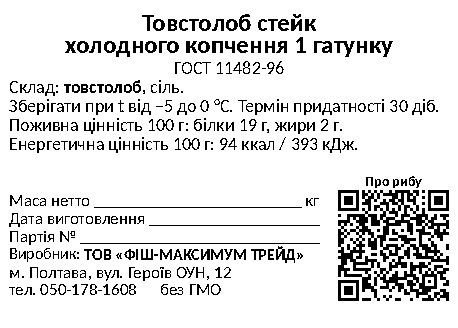 Товстолоб стейк
холодного копчення 1 гатунку
ГОСТ 11482-96
Склад: товстолоб, сіль.
Зберігати при t від –5 до 0 °С. Термін придатності 30 діб.
Поживна цінність 100 г: білки 19 г, жири 2 г.
Енергетична цінність 100 г: 94 ккал / 393 кДж.
Про рибу
Маса нетто ____________________ кг
Дата виготовлення ____________________
Партія № ____________________
Виробник: ТОВ «ФІШ-МАКСИМУМ ТРЕЙД»
м. Полтава, вул. Героїв ОУН, 12
тел. 050-178-1608 без ГМО